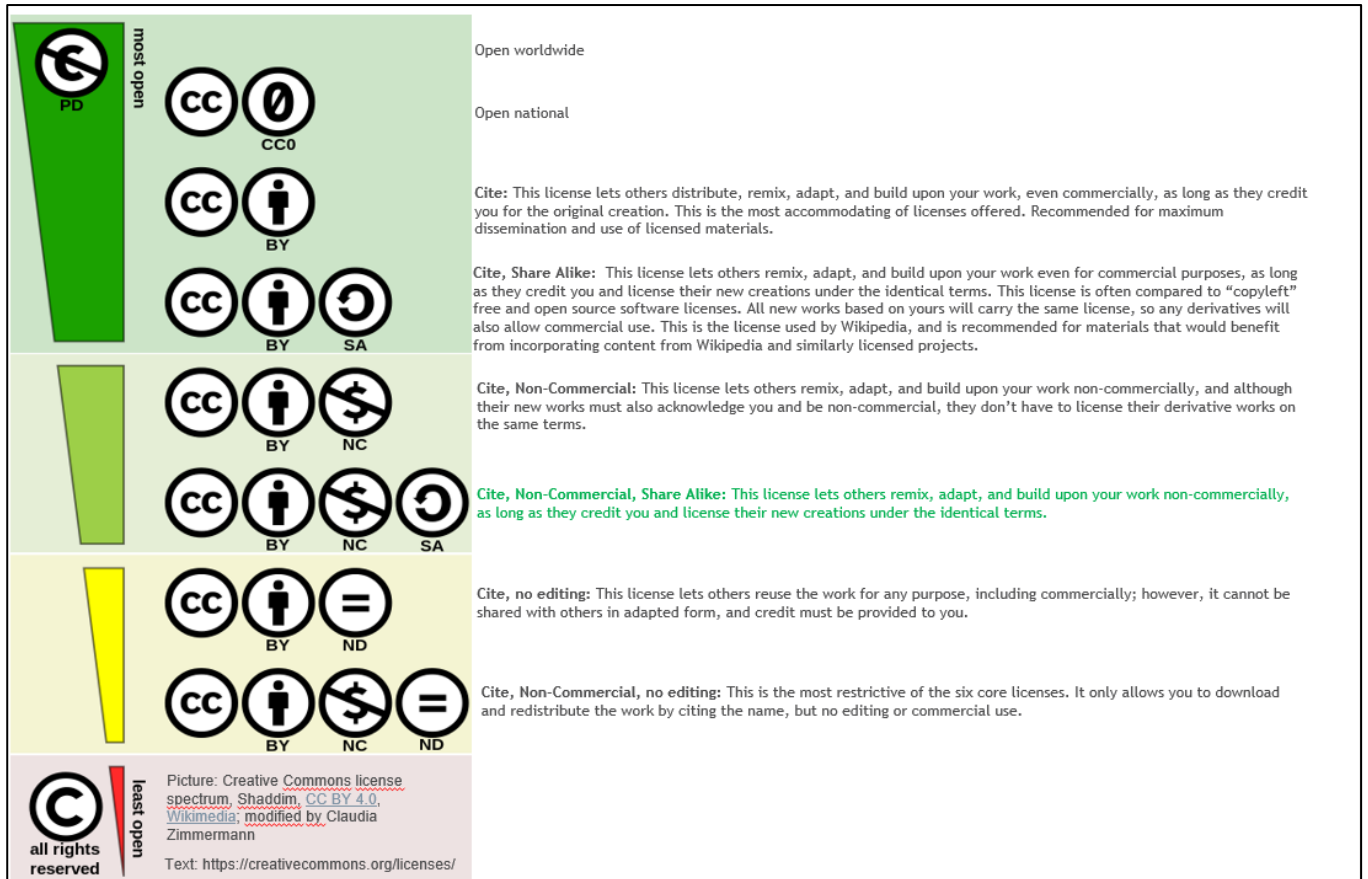 PD
most open
Open worldwide
cc 0
CC0
Open national
cc
BY
Cite: This license lets others distribute, remix, adapt, and build upon your work, even commercially, as long as they credit
you for the original creation. This is the most accommodating of licenses offered. Recommended for maximum
dissemination and use of licensed materials.
cc
BY SA
Cite, Share Alike: This license lets others remix, adapt, and build upon your work even for commercial purposes, as long
as they credit you and license their new creations under the identical terms. This license is often compared to “copyleft”
free and open source software licenses. All new works based on yours will carry the same license, so any derivatives will
also allow commercial use. This is the license used by Wikipedia, and is recommended for materials that would benefit
from incorporating content from Wikipedia and similarly licensed projects.
cc $
BY NC
Cite, Non-Commercial: This license lets others remix, adapt, and build upon your work non-commercially, and although
their new works must also acknowledge you and be non-commercial, they don’t have to license their derivative works on
the same terms.
cc $
BY NC SA
Cite, Non-Commercial, Share Alike: This license lets others remix, adapt, and build upon your work non-commercially,
as long as they credit you and license their new creations under the identical terms.
cc =
BY ND
Cite, no editing: This license lets others reuse the work for any purpose, including commercially; however, it cannot be
shared with others in adapted form, and credit must be provided to you.
cc $ =
BY NC ND
Cite, Non-Commercial, no editing: This is the most restrictive of the six core licenses. It only allows you to download
and redistribute the work by citing the name, but no editing or commercial use.
C
all rights
reserved
least open
Picture: Creative Commons license
spectrum, Shaddim, CC BY 4.0,
Wikimedia; modified by Claudia
Zimmermann
Text: https://creativecommons.org/licenses/